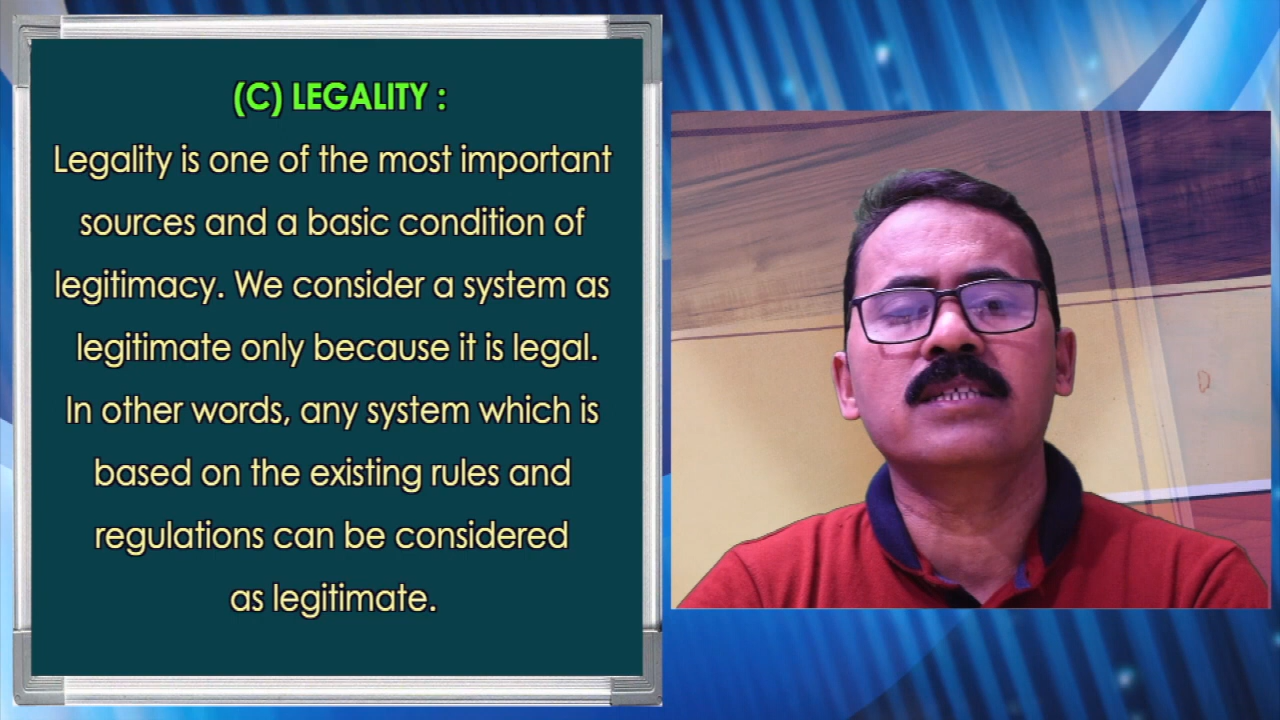 (C) LEGALITY :
Legality is one of the most important
sources and a basic condition of
legitimacy. We consider a system as
legitimate only because it is legal.
In other words, any system which is
based on the existing rules and
regulations can be considered
as legitimate.